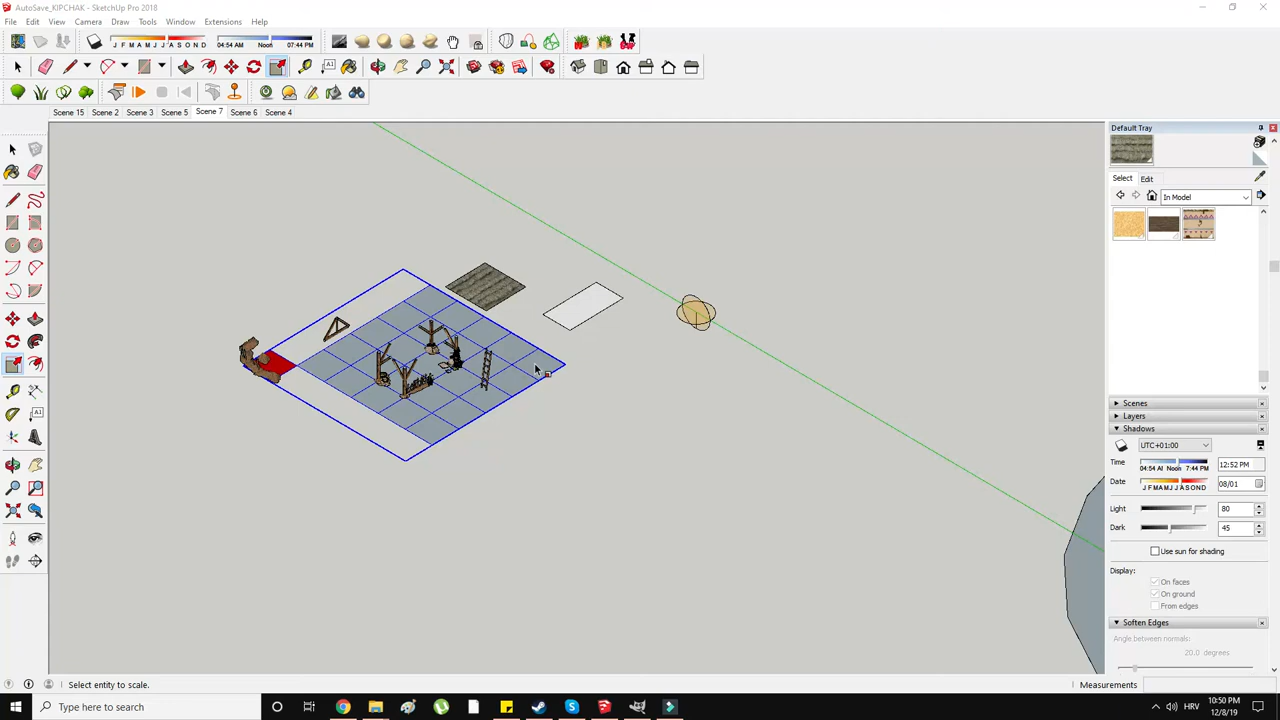 AutoSave_KIPCHAK - SketchUp Pro 2018
File Edit View Camera Draw Tools Window Extensions Help
J F M A M J J A S O N D 04:54 AM Noon 07:44 PM
Scene 15 Scene 2 Scene 3 Scene 5 Scene 7 Scene 6 Scene 4
Default Tray
Select Edit
In Model
Scenes
Layers
Shadows
UTC+01:00
Time 04:54 AM Noon 7:44 PM 12:52 PM
Date J F M A M J J A S O N D 08/01
Light 80
Dark 45
Use sun for shading
Display:
On faces
On ground
From edges
Soften Edges
Angle between normals:
20.0 degrees
Select entity to scale. Measurements
Type here to search
HRV
10:50 PM
12/8/19